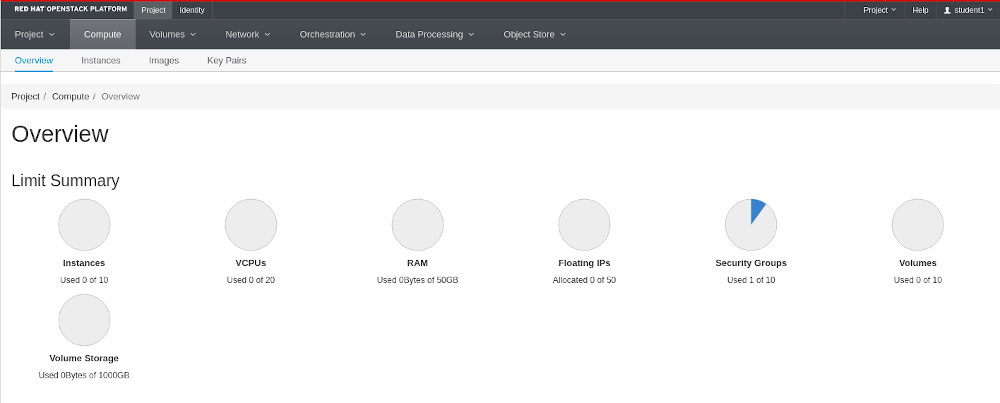 RED HAT OPENSTACK PLATFORM Project Identity Project Help student1
Project Compute Volumes Network Orchestration Data Processing Object Store
Overview Instances Images Key Pairs
Project / Compute / Overview
Overview
Limit Summary
Instances VCPUs RAM Floating IPs Security Groups Volumes
Used 0 of 10 Used 0 of 20 Used 0Bytes of 50GB Allocated 0 of 50 Used 1 of 10 Used 0 of 10
Volume Storage
Used 0Bytes of 1000GB